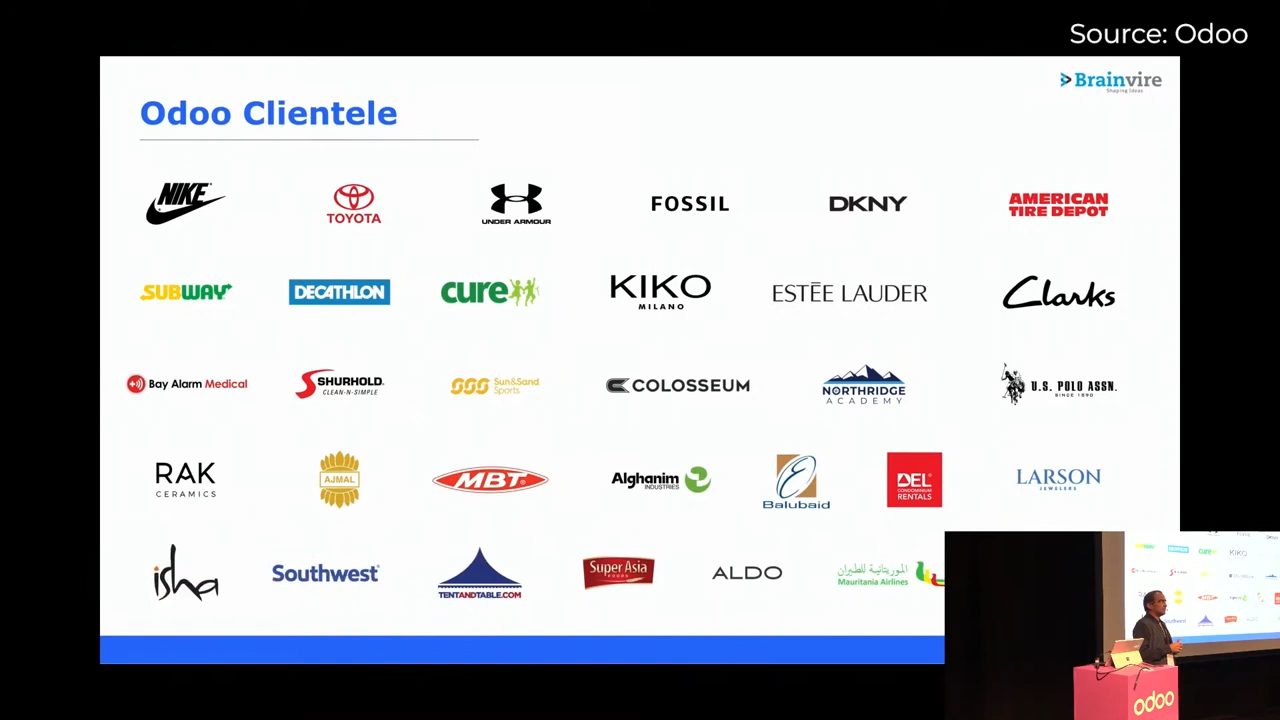 Source: Odoo
Brainvire
Shaping Ideas
Odoo Clientele
NIKE
TOYOTA
UNDER ARMOUR
FOSSIL
DKNY
AMERICAN
TIRE DEPOT
SUBWAY
DECATHLON
cure
KIKO
MILANO
ESTĒE LAUDER
Clarks
Bay Alarm Medical
SHURHOLD
CLEAN-N-SIMPLE
Sun&Sand
Sports
COLOSSEUM
NORTHRIDGE
ACADEMY
U.S. POLO ASSN.
SINCE 1890
RAK
CERAMICS
AJMAL
MBT
Alghanim
INDUSTRIES
Balubaid
DEL
CONDOMINIUM
RENTALS
LARSON
JEWELERS
isha
Southwest
TENTANDTABLE.COM
Super Asia
FOODS
ALDO
الموريتانية للطيران
Mauritania Airlines
KIKO
odoo